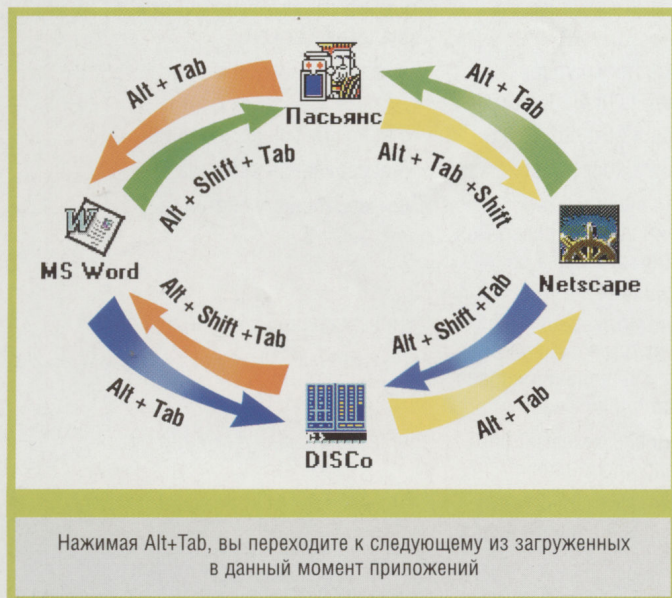 Alt + Tab
Alt + Tab
Пасьянс
Alt + Shift + Tab
Alt + Tab +Shift
MS Word
Netscape
Alt + Shift +Tab
Alt + Shift +Tab
Alt + Tab
Alt + Tab
DISCo
Нажимая Alt+Tab, вы переходите к следующему из загруженных
в данный момент приложений